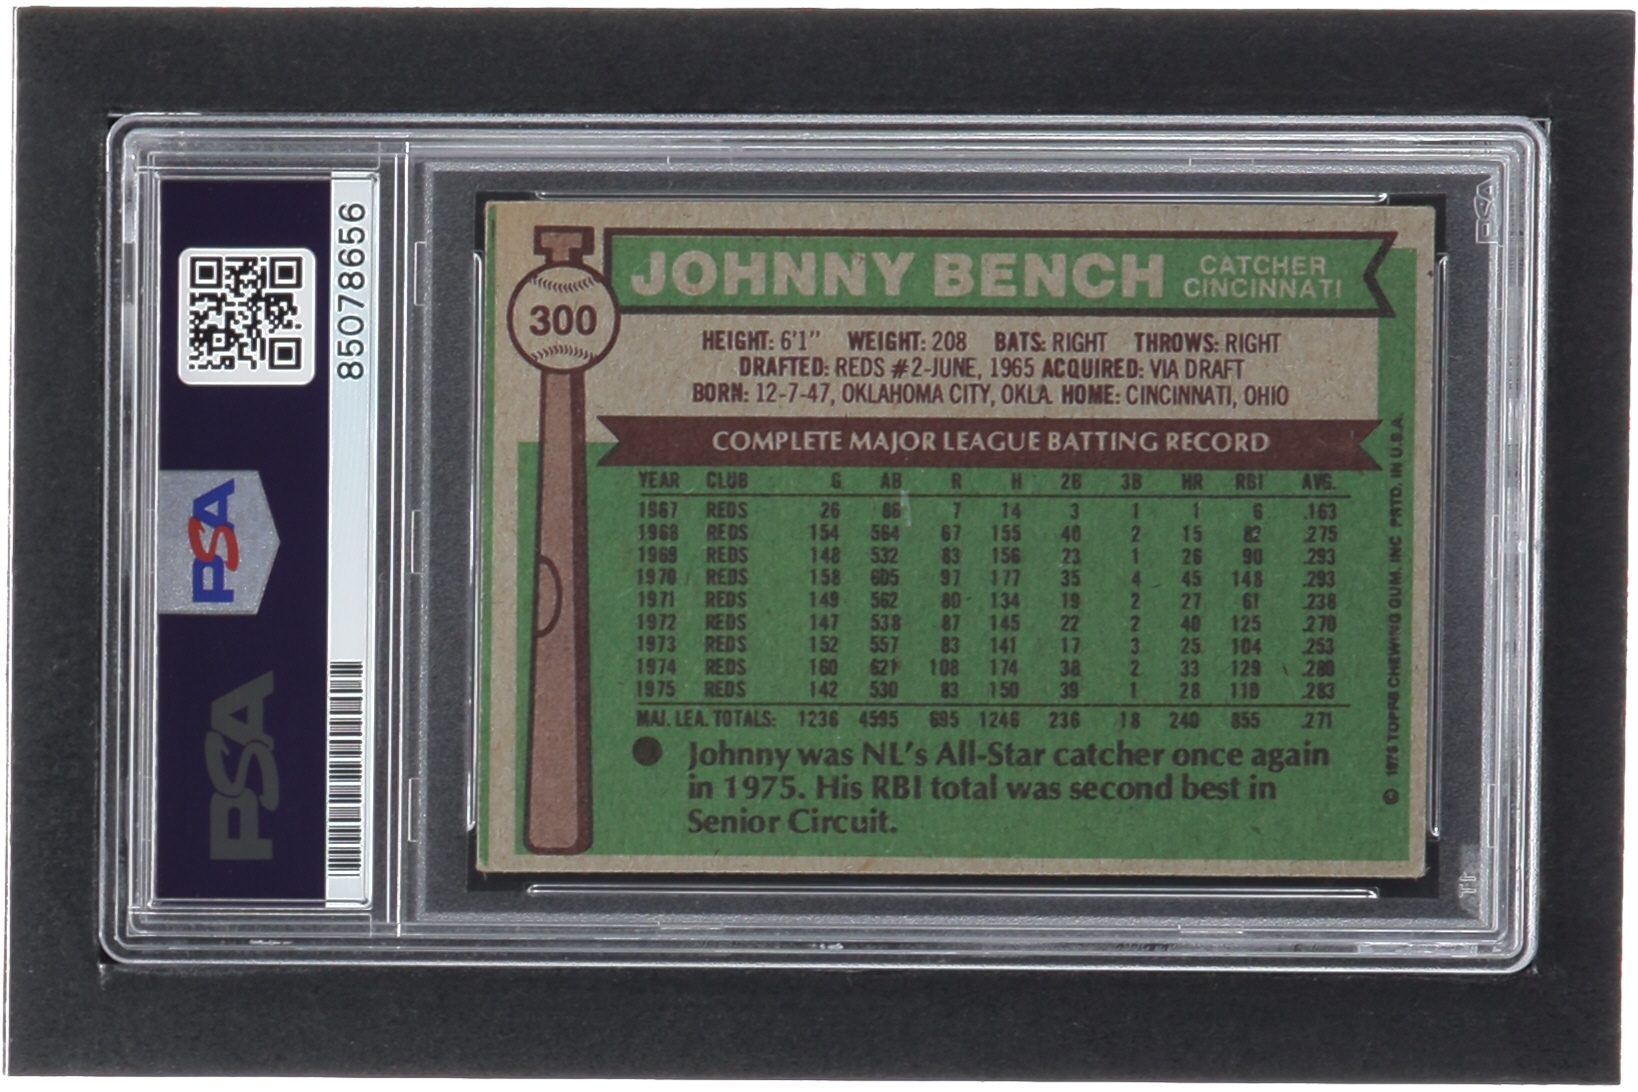 85078656
PSA
PSA
PSA
JOHNNY BENCH CATCHER
CINCINNATI
300
HEIGHT: 6'1" WEIGHT: 208 BATS: RIGHT THROWS: RIGHT
DRAFTED: REDS #2-JUNE, 1965 ACQUIRED: VIA DRAFT
BORN: 12-7-47, OKLAHOMA CITY, OKLA. HOME: CINCINNATI, OHIO
COMPLETE MAJOR LEAGUE BATTING RECORD
YEAR CLUB G AB R H 2B 3B HR RBI AVG.
1967 REDS 26 86 7 14 3 1 1 6 .163
1968 REDS 154 564 67 155 40 2 15 82 .275
1969 REDS 148 532 83 156 23 1 26 90 .293
1970 REDS 158 605 97 177 35 4 45 148 .293
1971 REDS 149 562 80 134 19 2 27 61 .238
1972 REDS 147 538 87 145 22 2 40 125 .270
1973 REDS 152 557 83 141 17 3 25 104 .253
1974 REDS 160 621 108 174 38 2 33 129 .280
1975 REDS 142 530 83 150 39 1 28 110 .283
MAJ. LEA. TOTALS: 1236 4595 695 1246 236 18 240 855 .271
Johnny was NL's All-Star catcher once again
in 1975. His RBI total was second best in
Senior Circuit.
© 1976 TOPPS CHEWING GUM, INC PRTD. IN U.S.A.